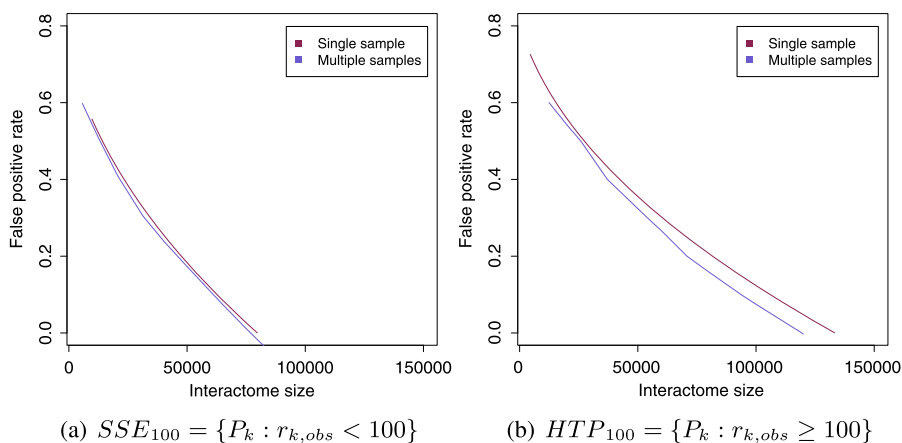 0.8
0.6
0.4
0.2
0.0
False positive rate
Single sample
Multiple samples
0
50000
100000
150000
Interactome size
(a) $SSE_{100} = \{P_k : r_{k,obs} < 100\}$
0.8
0.6
0.4
0.2
0.0
False positive rate
Single sample
Multiple samples
0
50000
100000
150000
Interactome size
(b) $HTP_{100} = \{P_k : r_{k,obs} \geq 100\}$